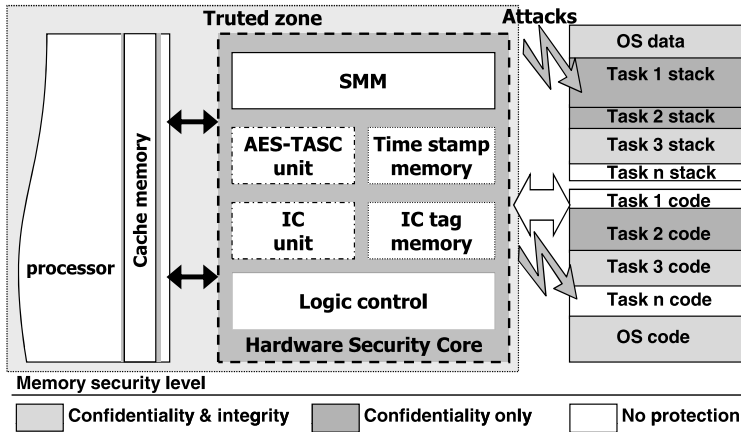 Truted zone
Attacks
processor
Cache memory
SMM
AES-TASC
unit
Time stamp
memory
IC
unit
IC tag
memory
Logic control
Hardware Security Core
OS data
Task 1 stack
Task 2 stack
Task 3 stack
Task n stack
Task 1 code
Task 2 code
Task 3 code
Task n code
OS code
Memory security level
Confidentiality & integrity
Confidentiality only
No protection